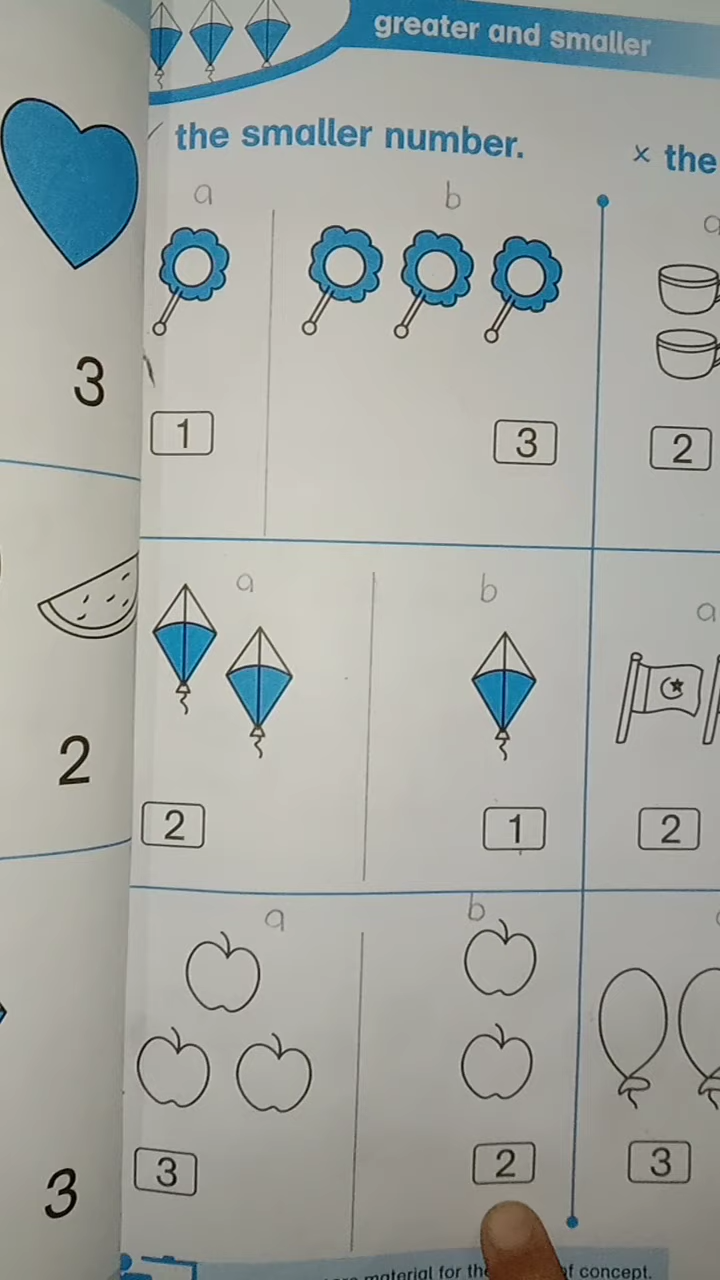 greater and smaller
✓ the smaller number.
× the
a b
a
3
1 3 2
a b
a
2
2 1 2
a b
3 2 3
3
material for the
f concept.